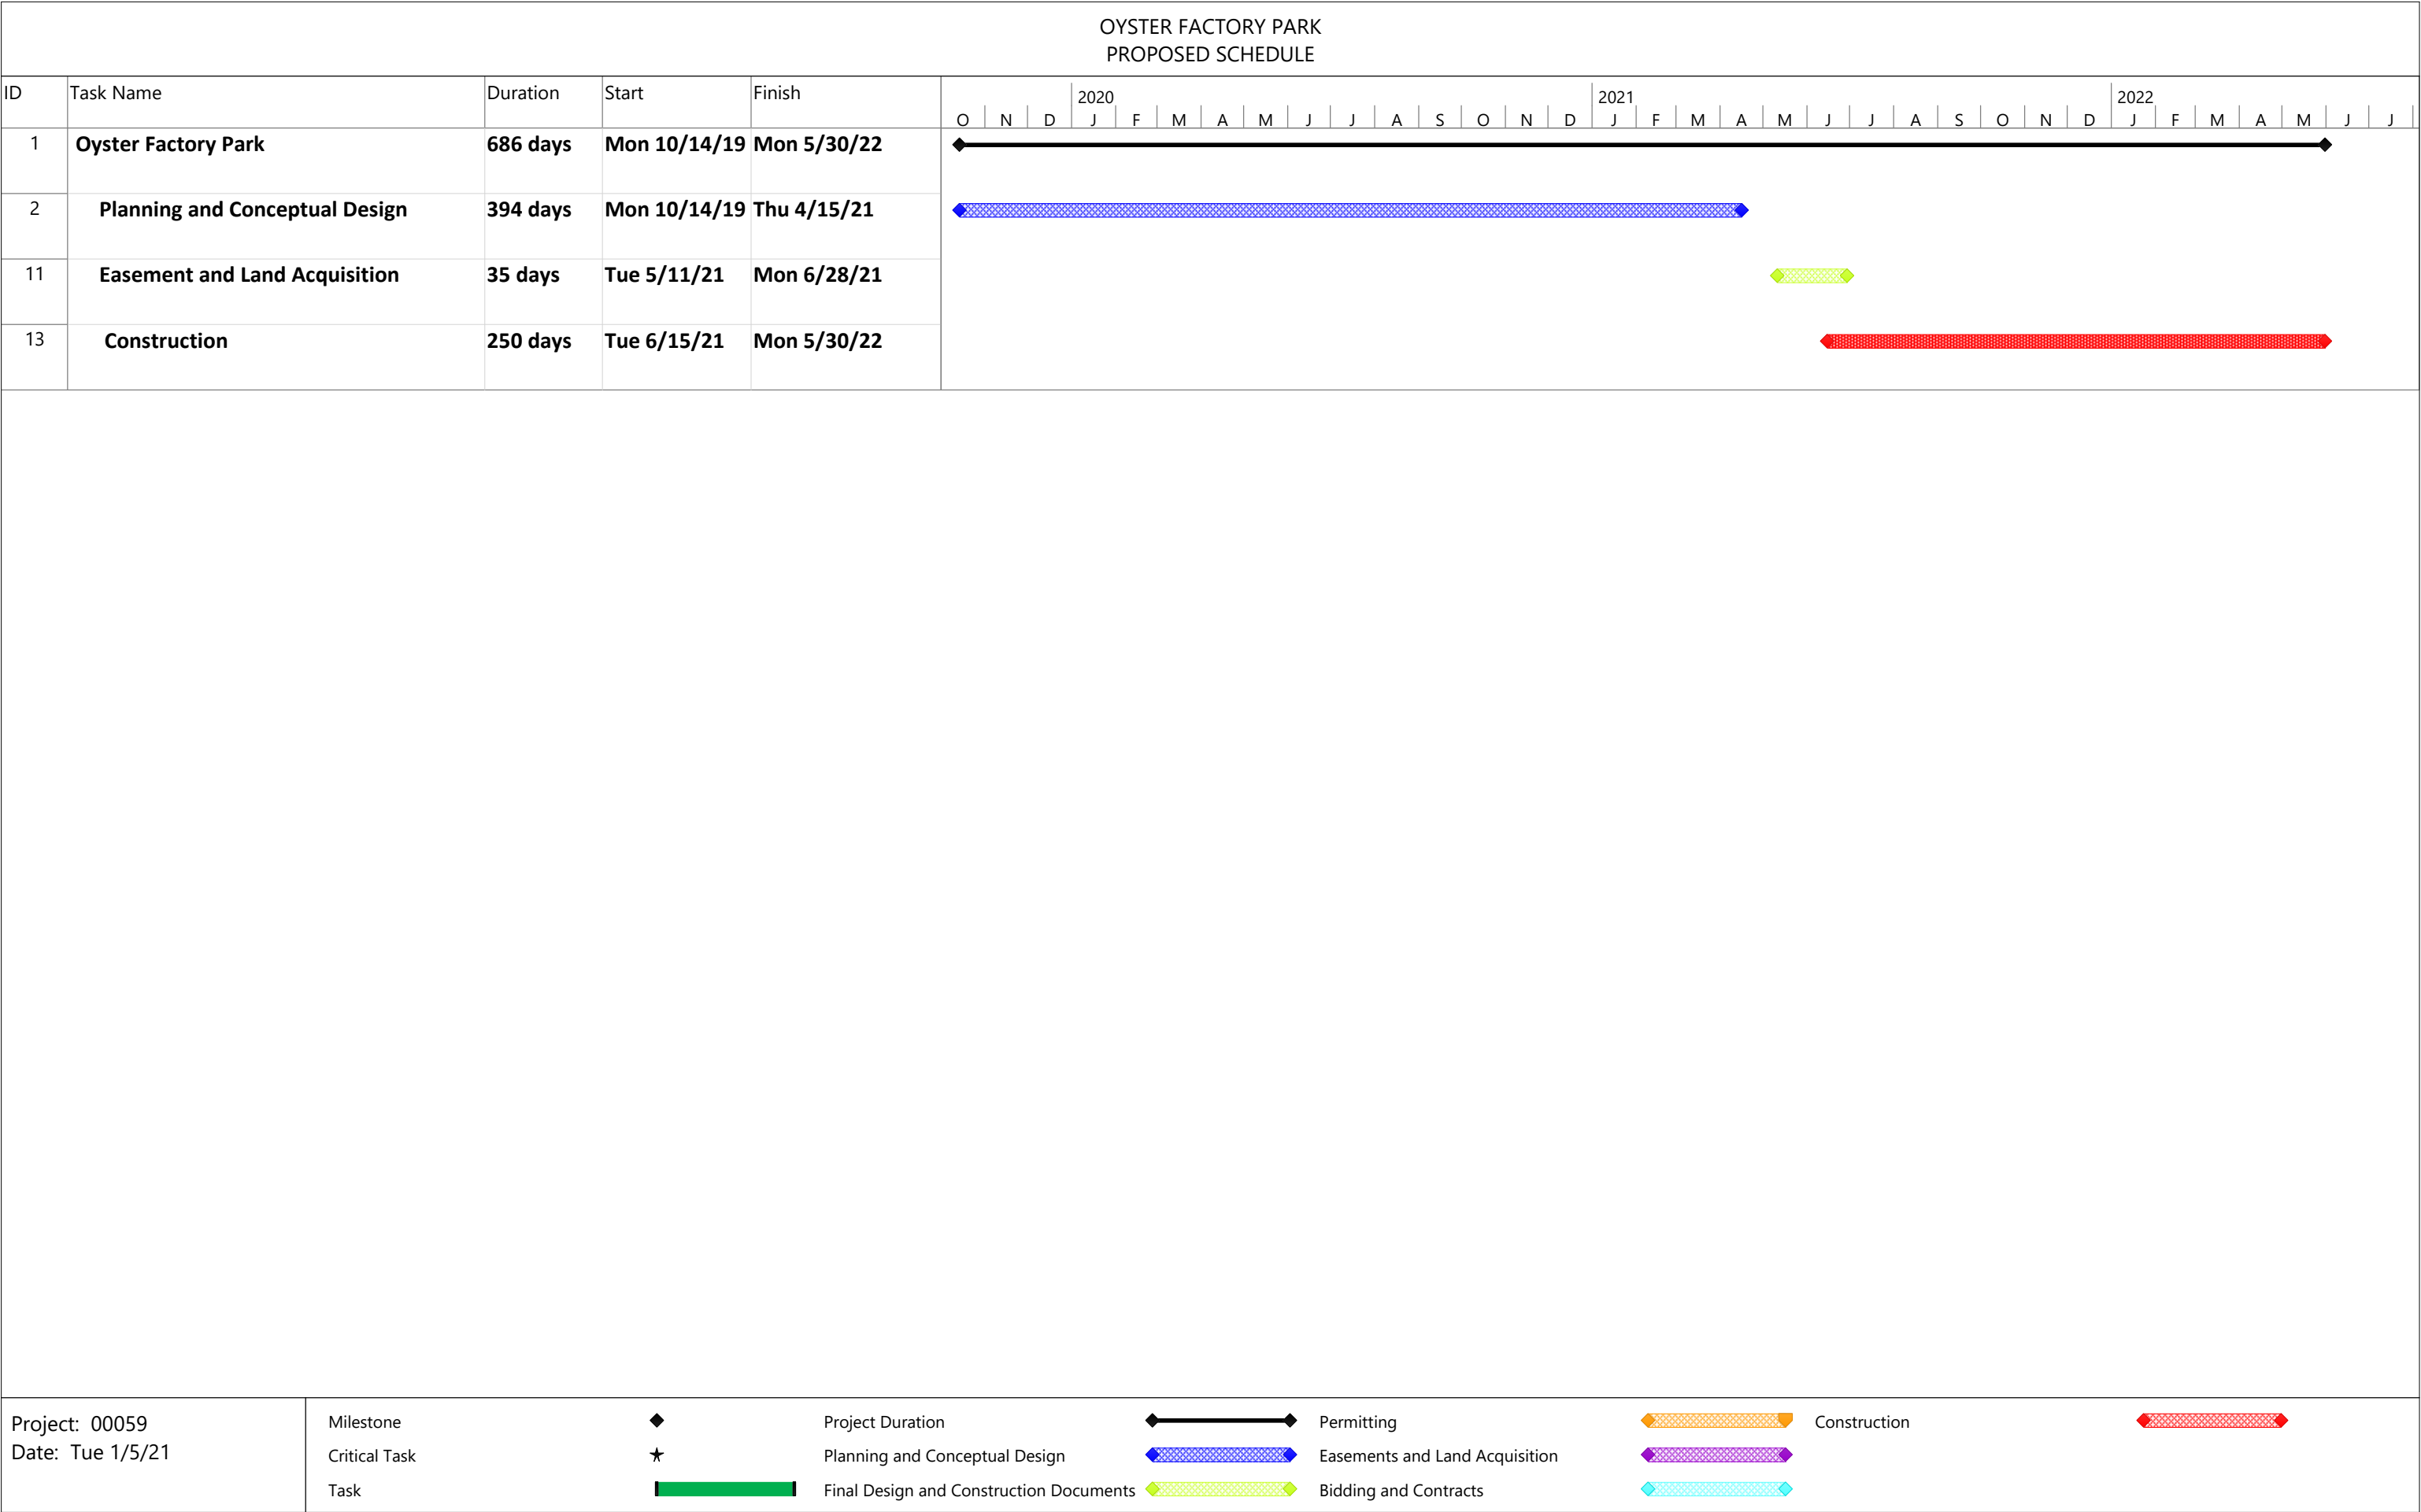 OYSTER FACTORY PARK
PROPOSED SCHEDULE
ID Task Name Duration Start Finish
2020 2021 2022
O N D J F M A M J J A S O N D J F M A M J J A S O N D J F M A M J J
1 Oyster Factory Park 686 days Mon 10/14/19 Mon 5/30/22
2 Planning and Conceptual Design 394 days Mon 10/14/19 Thu 4/15/21
11 Easement and Land Acquisition 35 days Tue 5/11/21 Mon 6/28/21
13 Construction 250 days Tue 6/15/21 Mon 5/30/22
Project: 00059
Date: Tue 1/5/21
Milestone Project Duration Permitting Construction
Critical Task Planning and Conceptual Design Easements and Land Acquisition
Task Final Design and Construction Documents Bidding and Contracts